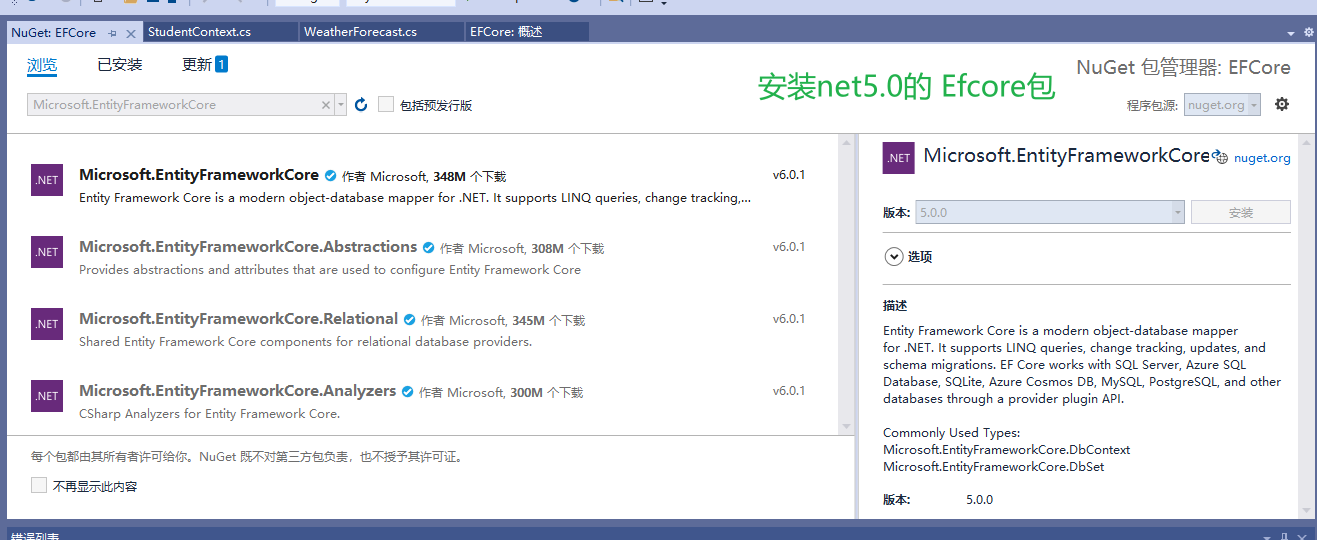 NuGet: EFCore
StudentContext.cs
WeatherForecast.cs
EFCore: 概述
浏览
已安装
更新 1
NuGet 包管理器: EFCore
安装net5.0的 Efcore包
Microsoft.EntityFrameworkCore
包括预发行版
程序包源: nuget.org
.NET
Microsoft.EntityFrameworkCore 作者 Microsoft, 348M 个下载
v6.0.1
Entity Framework Core is a modern object-database mapper for .NET. It supports LINQ queries, change tracking,...
.NET
Microsoft.EntityFrameworkCore.Abstractions 作者 Microsoft, 308M 个下载
v6.0.1
Provides abstractions and attributes that are used to configure Entity Framework Core
.NET
Microsoft.EntityFrameworkCore.Relational 作者 Microsoft, 345M 个下载
v6.0.1
Shared Entity Framework Core components for relational database providers.
.NET
Microsoft.EntityFrameworkCore.Analyzers 作者 Microsoft, 300M 个下载
v6.0.1
CSharp Analyzers for Entity Framework Core.
每个包都由其所有者许可给你。NuGet 既不对第三方包负责，也不授予其许可证。
不再显示此内容
.NET
Microsoft.EntityFrameworkCore
nuget.org
版本: 5.0.0
安装
选项
描述
Entity Framework Core is a modern object-database mapper
for .NET. It supports LINQ queries, change tracking, updates, and
schema migrations. EF Core works with SQL Server, Azure SQL
Database, SQLite, Azure Cosmos DB, MySQL, PostgreSQL, and other
databases through a provider plugin API.
Commonly Used Types:
Microsoft.EntityFrameworkCore.DbContext
Microsoft.EntityFrameworkCore.DbSet
版本: 5.0.0
错误列表